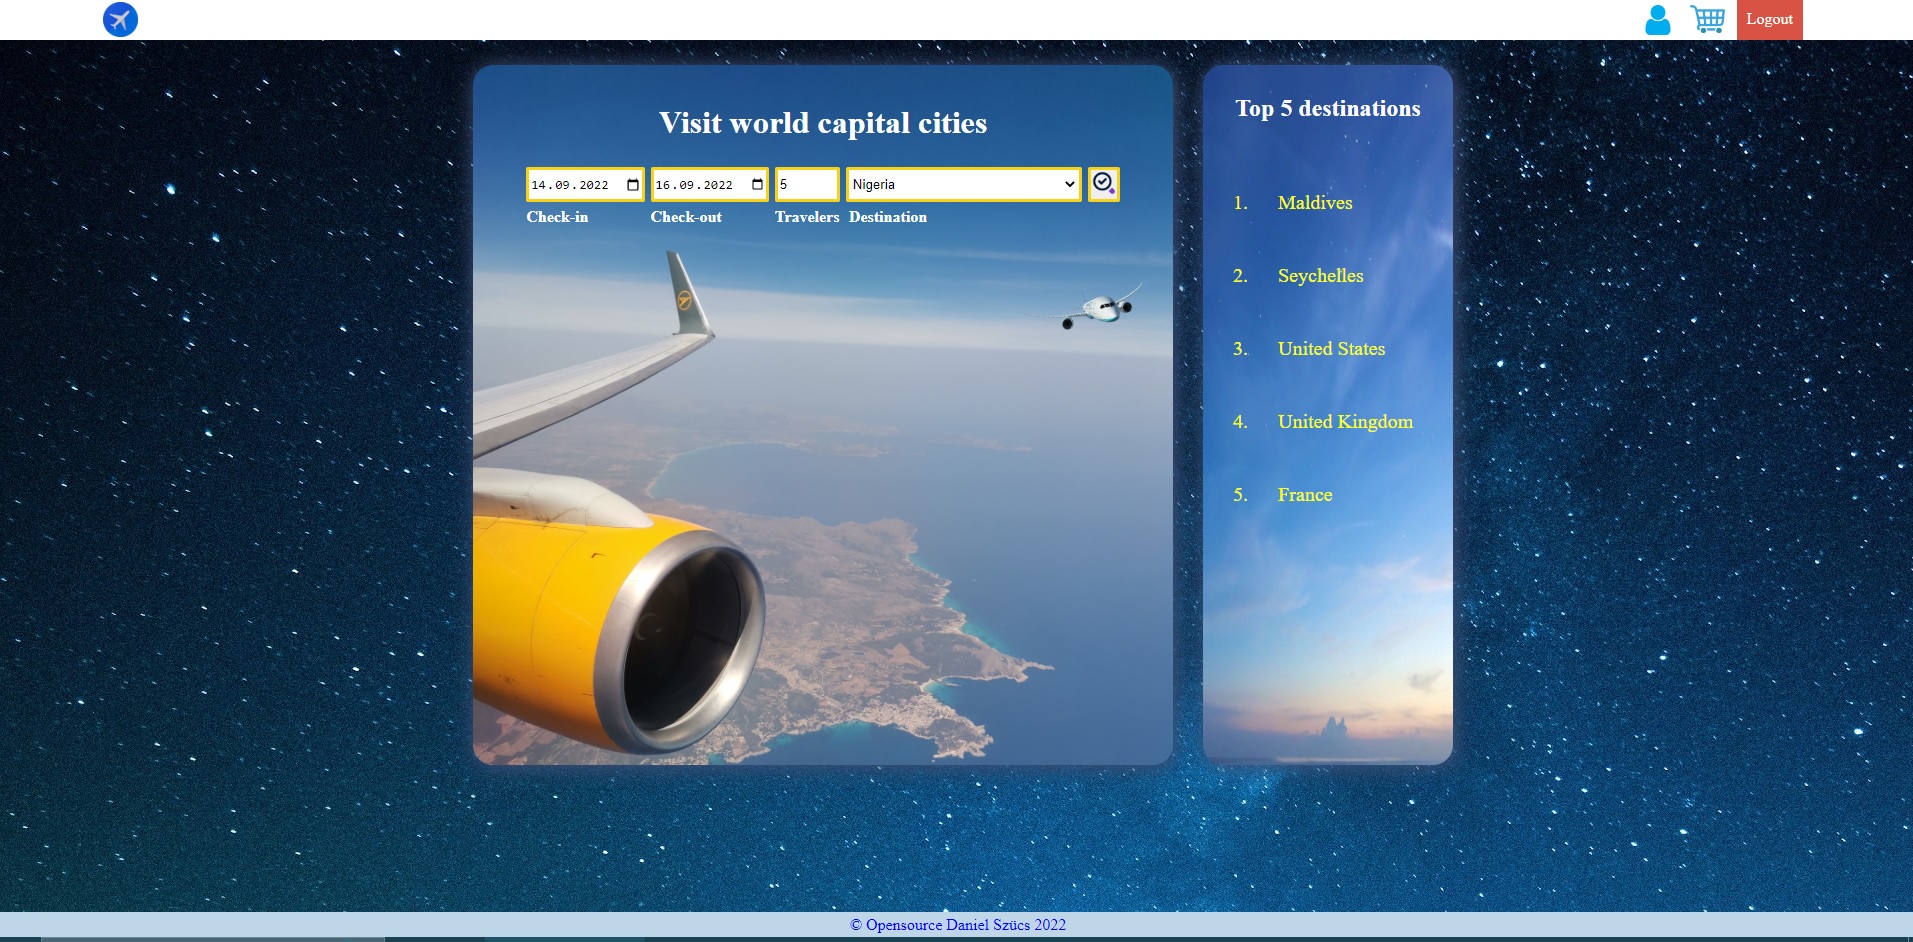 Logout
Visit world capital cities
14.09.2022 16.09.2022 5 Nigeria
Check-in Check-out Travelers Destination
Top 5 destinations
1. Maldives
2. Seychelles
3. United States
4. United Kingdom
5. France
© Opensource Daniel Szücs 2022